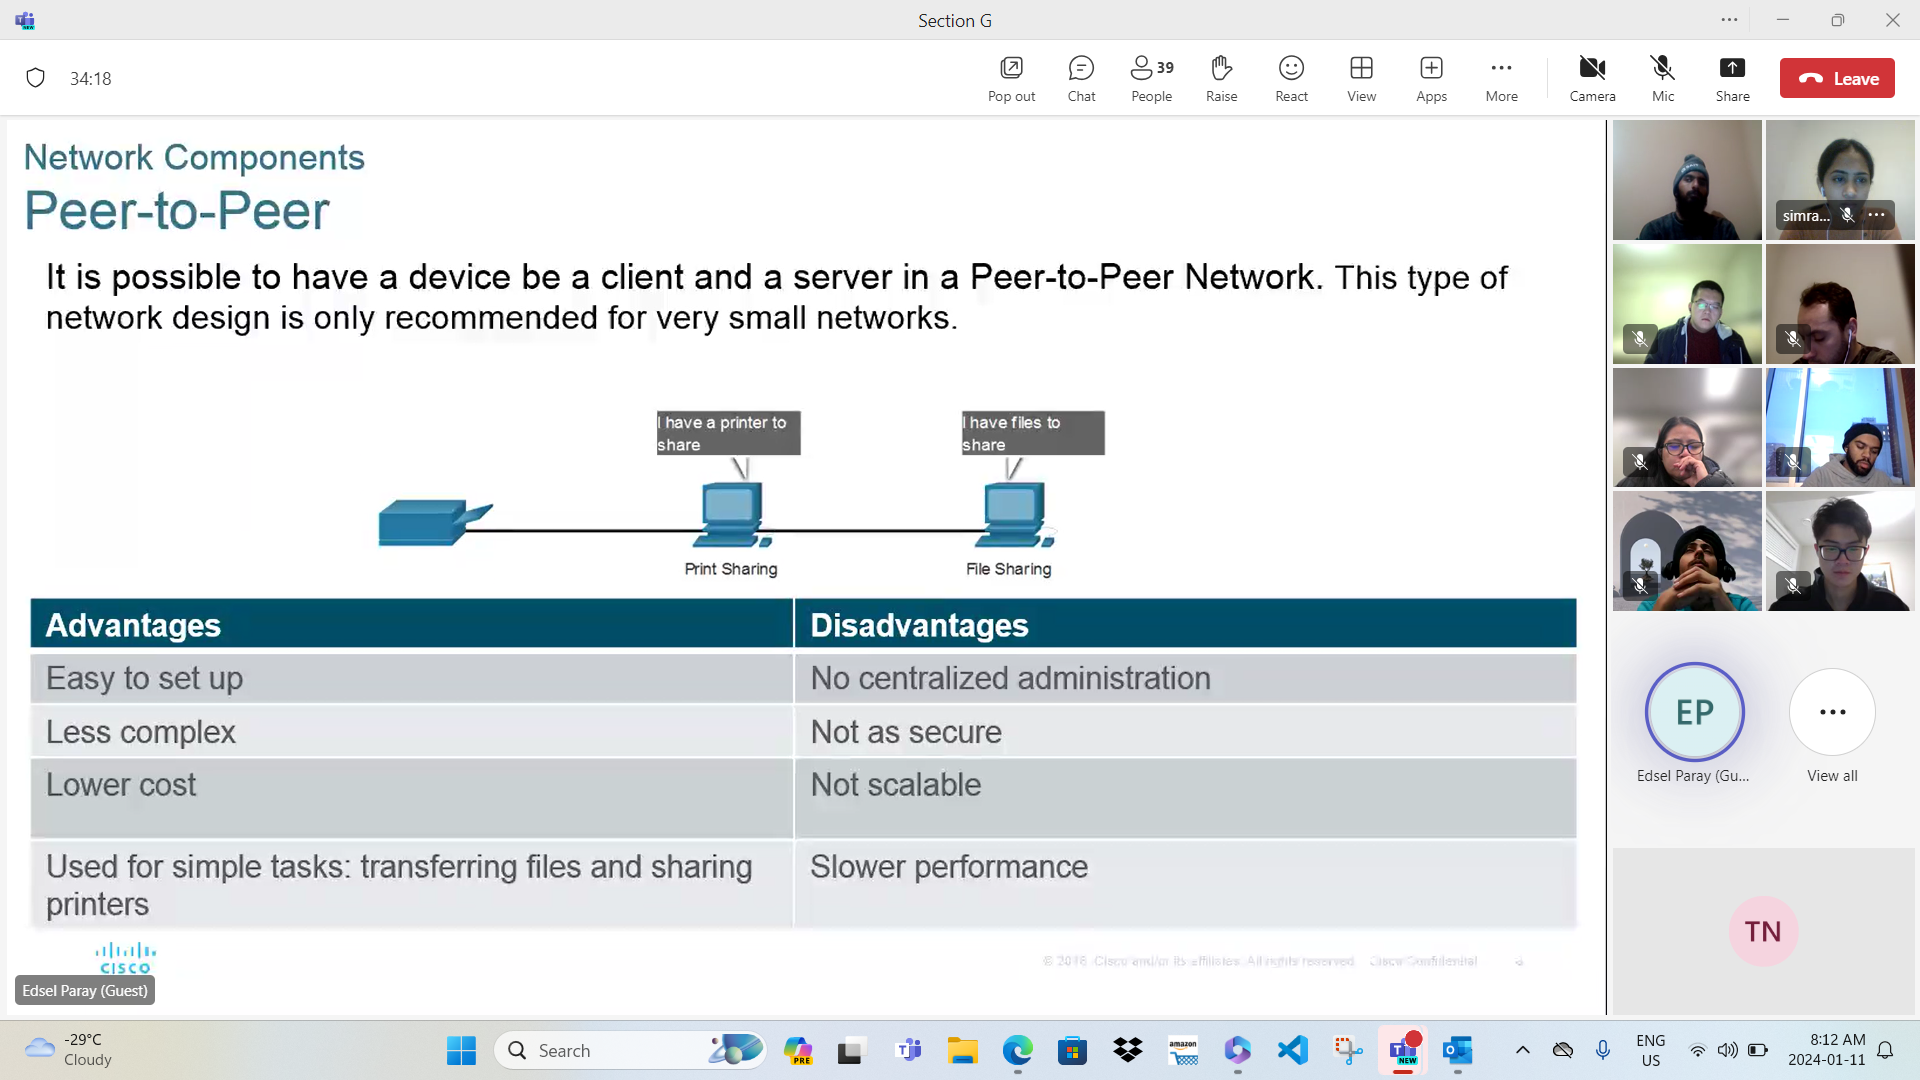 Section G
34:18
Pop out
Chat
39
People
Raise
React
View
Apps
More
Camera
Mic
Share
Leave
Network Components
Peer-to-Peer
It is possible to have a device be a client and a server in a Peer-to-Peer Network. This type of
network design is only recommended for very small networks.
I have a printer to
share
I have files to
share
Print Sharing
File Sharing
Advantages
Disadvantages
Easy to set up
No centralized administration
Less complex
Not as secure
Lower cost
Not scalable
Used for simple tasks: transferring files and sharing
printers
Slower performance
CISCO
© 2016 Cisco and/or its affiliates. All rights reserved. Cisco Confidential
Edsel Paray (Guest)
simra...
EP
Edsel Paray (Gu...
View all
TN
-29°C
Cloudy
Search
PRE
amazon
NEW
ENG
US
8:12 AM
2024-01-11